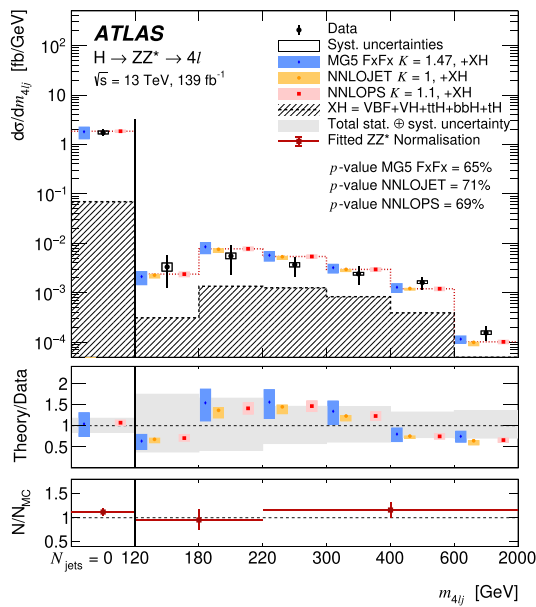 ATLAS
H → ZZ* → 4l
√s = 13 TeV, 139 fb⁻¹
Data
Syst. uncertainties
MG5 FxFx K = 1.47, +XH
NNLOJET K = 1, +XH
NNLOPS K = 1.1, +XH
XH = VBF+VH+ttH+bbH+tH
Total stat. ⊕ syst. uncertainty
Fitted ZZ* Normalisation
p-value MG5 FxFx = 65%
p-value NNLOJET = 71%
p-value NNLOPS = 69%
dσ/dm₄ₗⱼ [fb/GeV]
10²
10
1
10⁻¹
10⁻²
10⁻³
10⁻⁴
Theory/Data
2
1.5
1
0.5
N/N_MC
1.5
1
0.5
N_jets = 0 120 180 220 300 400 600 2000
m₄ₗⱼ [GeV]